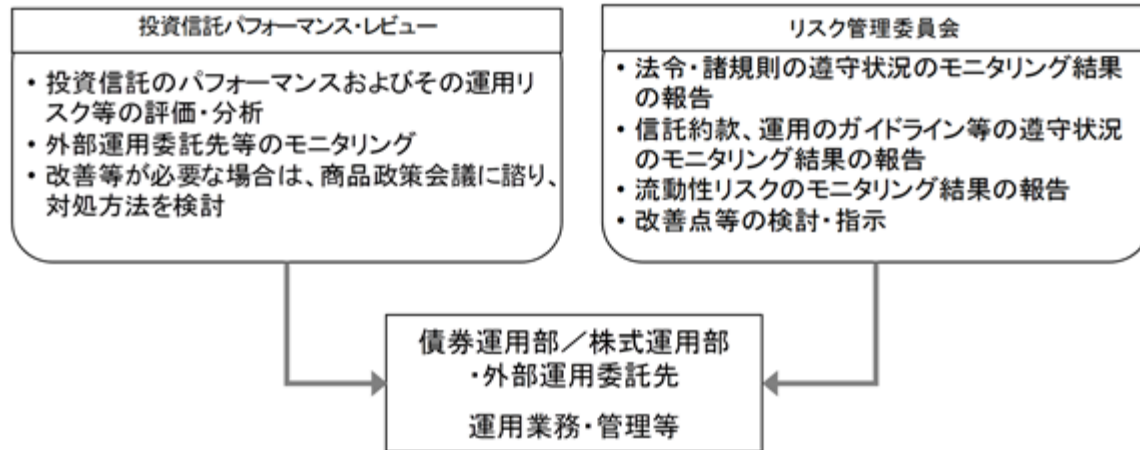 投資信託パフォーマンス・レビュー
・投資信託のパフォーマンスおよびその運用リ
スク等の評価・分析
・外部運用委託先等のモニタリング
・改善等が必要な場合は、商品政策会議に諮り、
対処方法を検討
リスク管理委員会
・法令・諸規則の遵守状況のモニタリング結果
の報告
・信託約款、運用のガイドライン等の遵守状況
のモニタリング結果の報告
・流動性リスクのモニタリング結果の報告
・改善点等の検討・指示
債券運用部／株式運用部
・外部運用委託先
運用業務・管理等